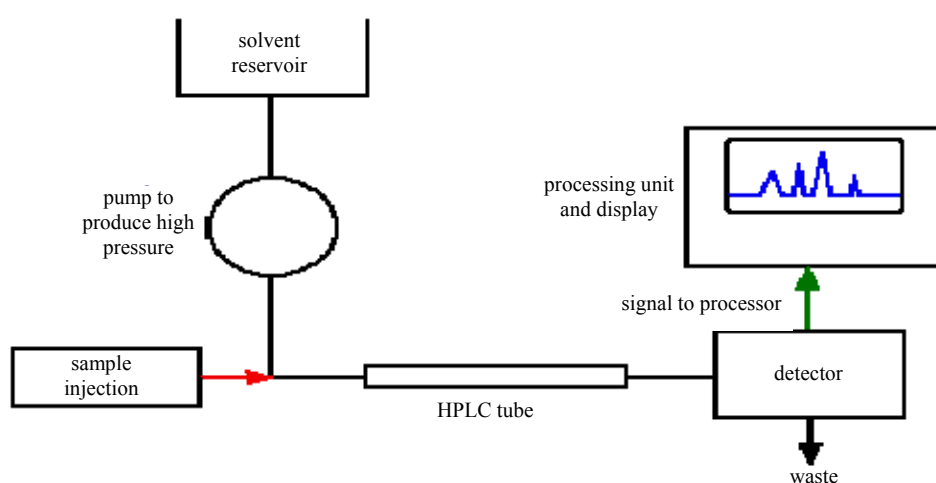 solvent
reservoir
pump to
produce high
pressure
processing unit
and display
signal to processor
sample
injection
detector
HPLC tube
waste